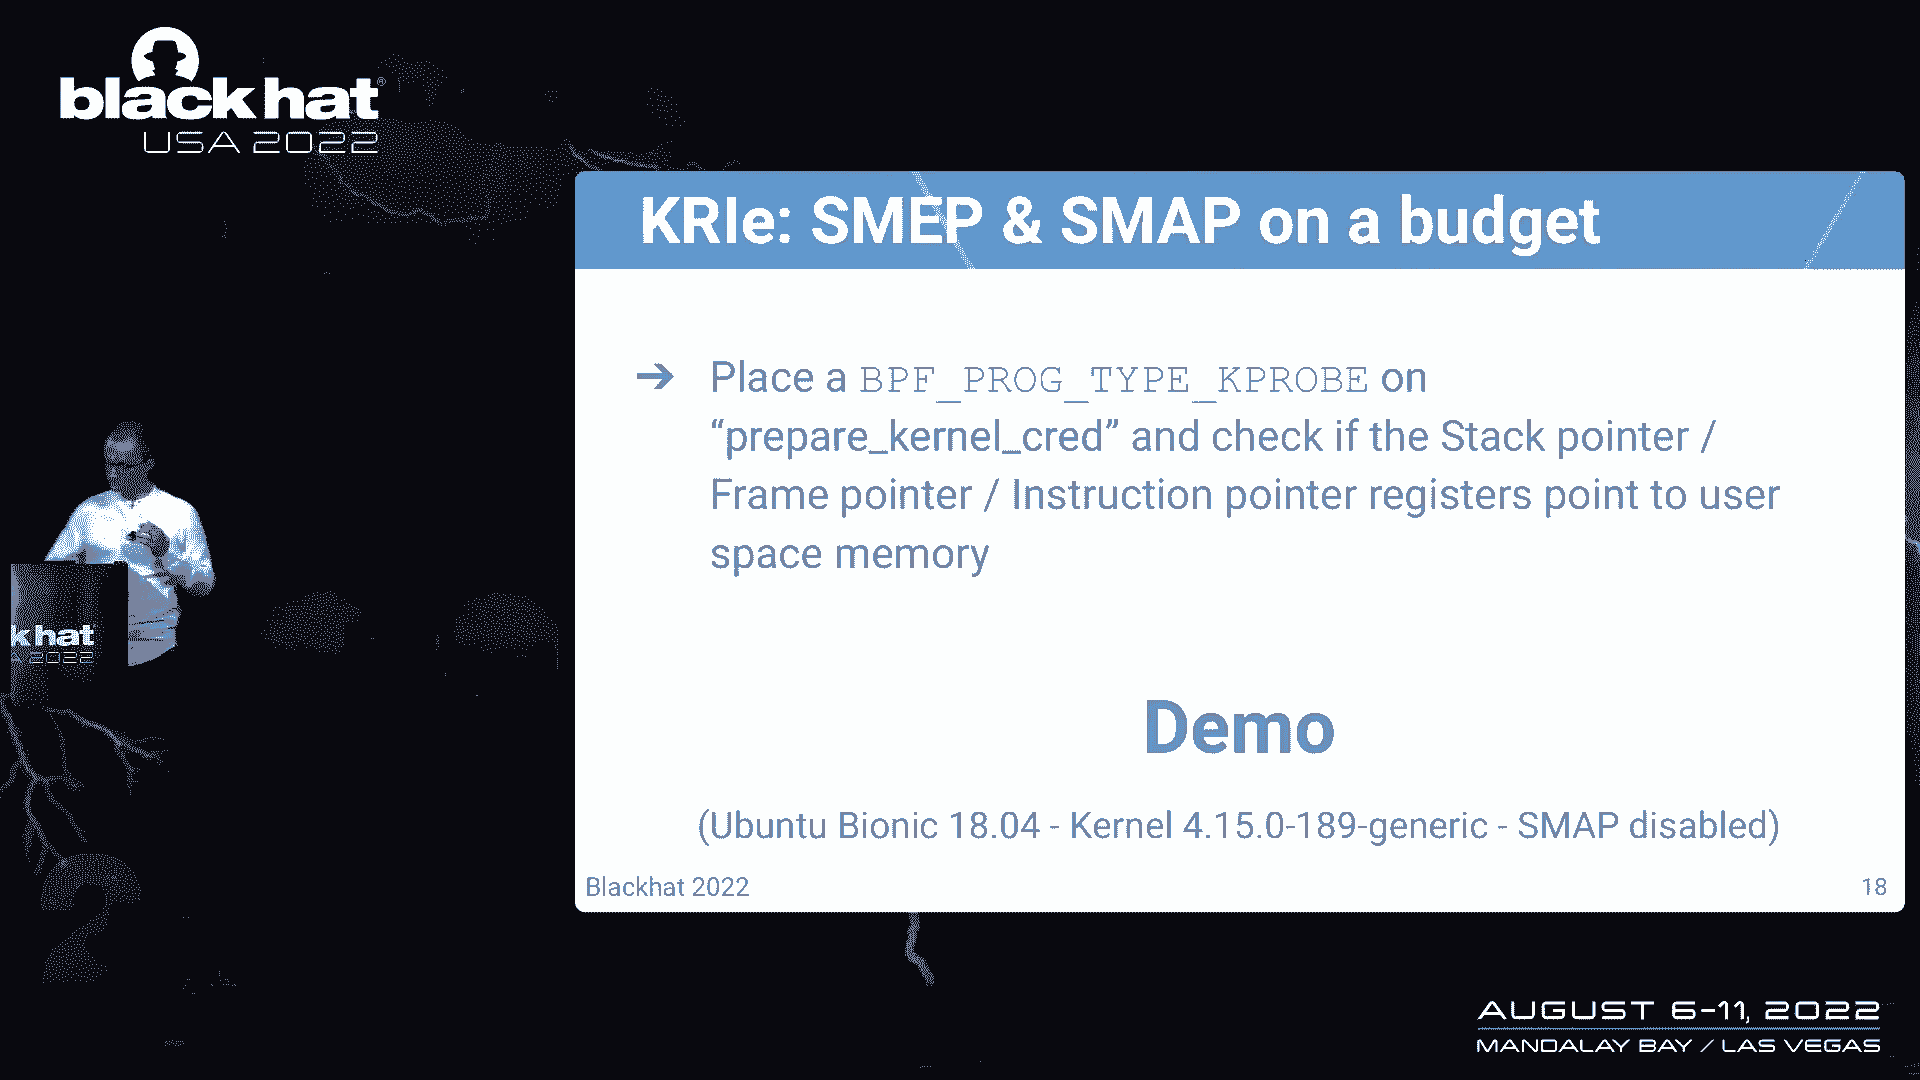 black hat®
USA 2022
KRIe: SMEP & SMAP on a budget
➔ Place a BPF_PROG_TYPE_KPROBE on
“prepare_kernel_cred” and check if the Stack pointer /
Frame pointer / Instruction pointer registers point to user
space memory
Demo
(Ubuntu Bionic 18.04 - Kernel 4.15.0-189-generic - SMAP disabled)
Blackhat 2022
18
k hat
2022
AUGUST 6-11, 2022
MANDALAY BAY / LAS VEGAS